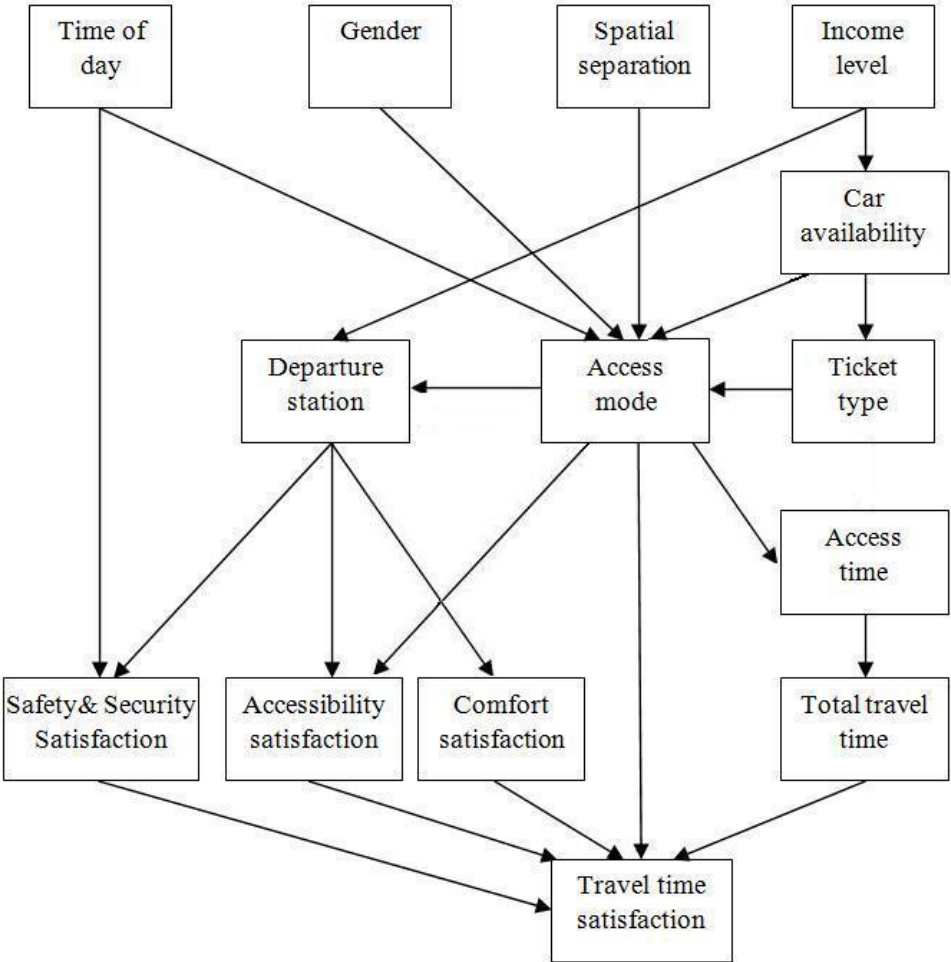 Time of
day
Gender
Spatial
separation
Income
level
Car
availability
Departure
station
Access
mode
Ticket
type
Access
time
Safety& Security
Satisfaction
Accessibility
satisfaction
Comfort
satisfaction
Total travel
time
Travel time
satisfaction